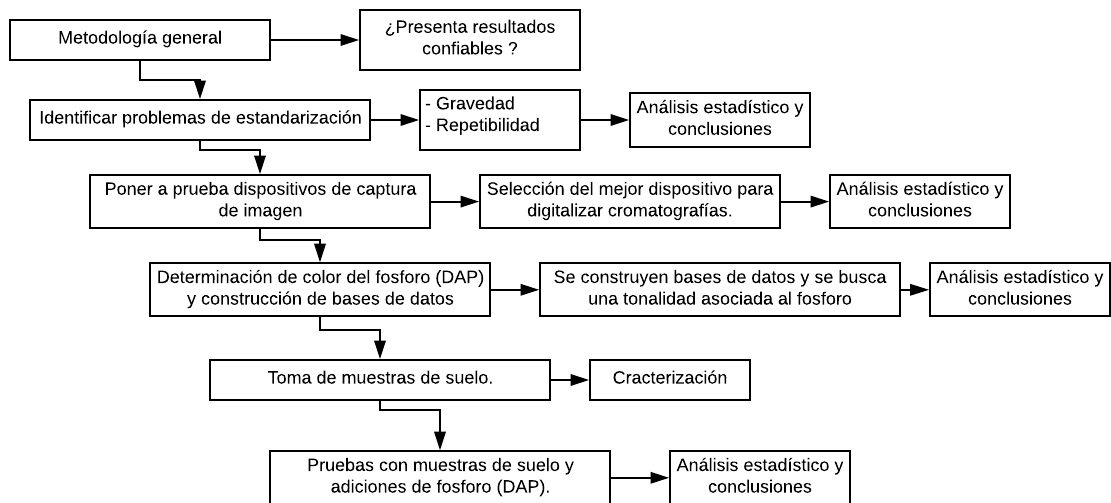 Metodología general
¿Presenta resultados
confiables ?
Identificar problemas de estandarización
- Gravedad
- Repetibilidad
Análisis estadístico y
conclusiones
Poner a prueba dispositivos de captura
de imagen
Selección del mejor dispositivo para
digitalizar cromatografías.
Análisis estadístico y
conclusiones
Determinación de color del fosforo (DAP)
y construcción de bases de datos
Se construyen bases de datos y se busca
una tonalidad asociada al fosforo
Análisis estadístico y
conclusiones
Toma de muestras de suelo.
Cracterización
Pruebas con muestras de suelo y
adiciones de fosforo (DAP).
Análisis estadístico y
conclusiones